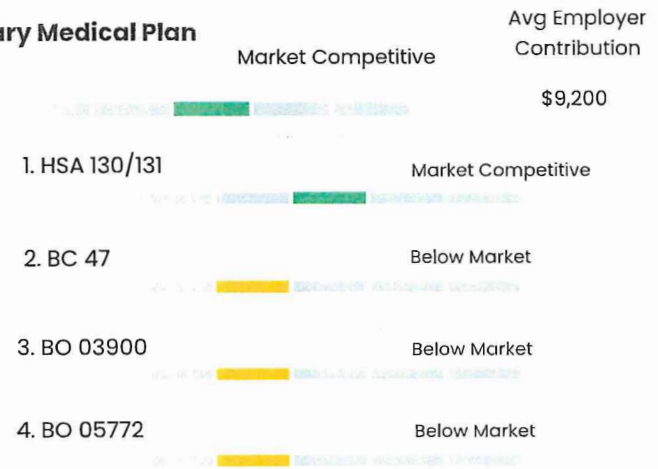 ary Medical Plan
Market Competitive
Avg Employer
Contribution
$9,200
1. HSA 130/131
Market Competitive
2. BC 47
Below Market
3. BO 03900
Below Market
4. BO 05772
Below Market